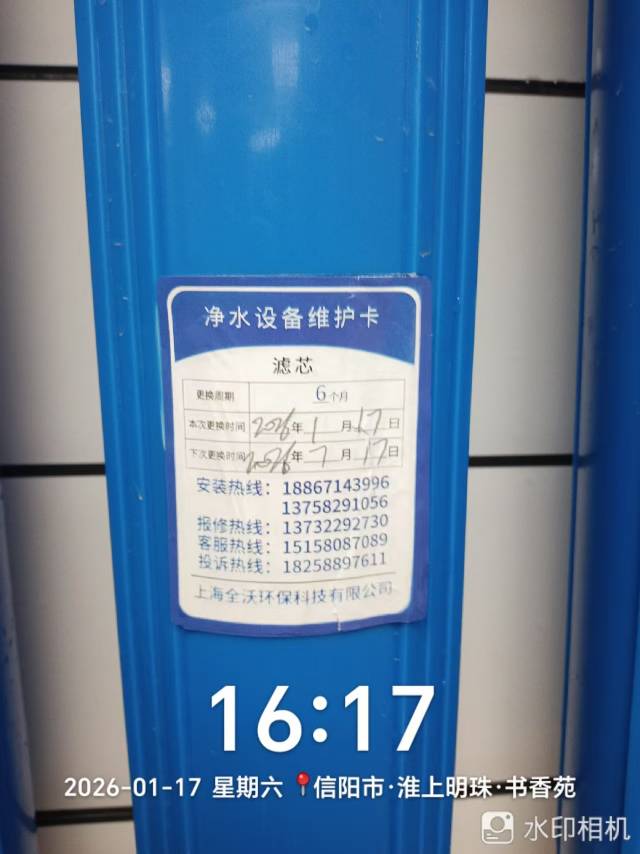 净水设备维护卡
滤芯
更换周期 6个月
本次更换时间 2026年 1月 17日
下次更换时间 2026年 7月 17日
安装热线：18867143996
13758291056
报修热线：13732292730
客服热线：15158087089
投诉热线：18258897611
上海全沃环保科技有限公司
16:17
2026-01-17 星期六 信阳市·淮上明珠·书香苑
水印相机